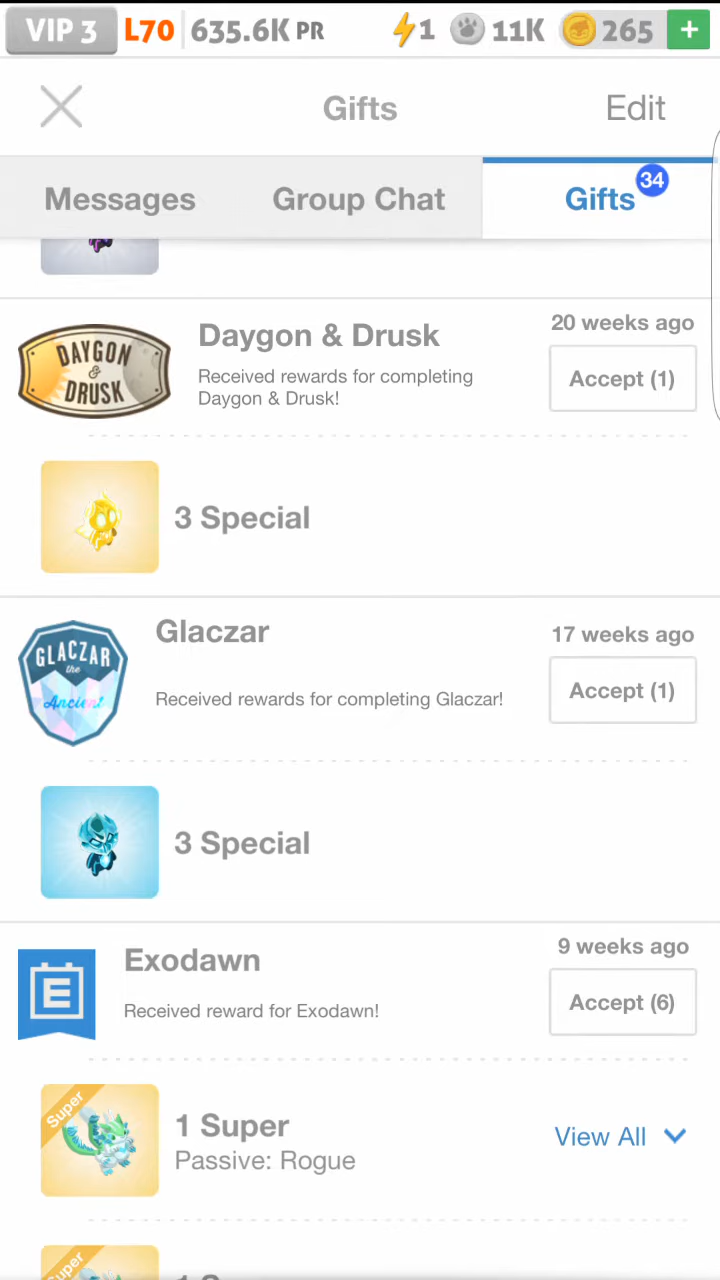 VIP 3 L70 635.6K PR 1 11K 265 +
Gifts Edit
Messages Group Chat Gifts 34
Daygon & Drusk 20 weeks ago
DAYGON
&
DRUSK
Received rewards for completing
Daygon & Drusk!
Accept (1)
3 Special
Glaczar 17 weeks ago
GLACZAR
the
Ancient
Received rewards for completing Glaczar!
Accept (1)
3 Special
Exodawn 9 weeks ago
E
Received reward for Exodawn!
Accept (6)
Super
1 Super
Passive: Rogue
View All